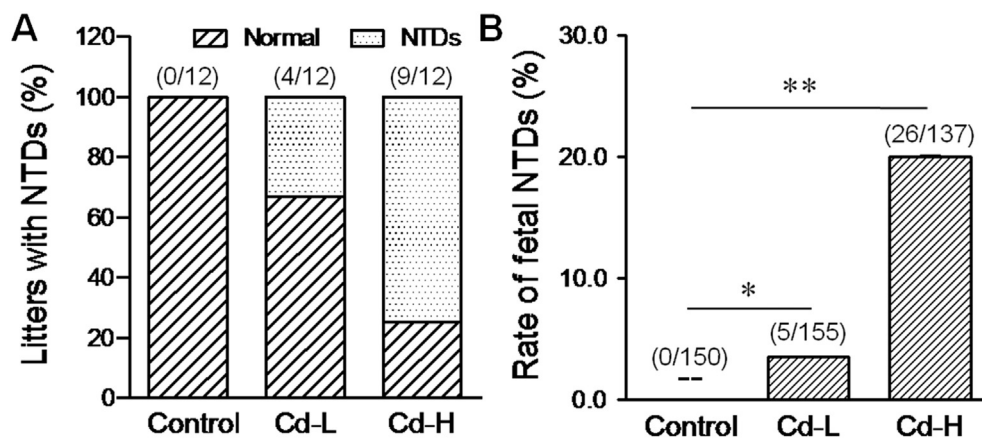 A
Litters with NTDs (%)
120
100
80
60
40
20
0
Normal
NTDs
(0/12)
(4/12)
(9/12)
Control
Cd-L
Cd-H
B
Rate of fetal NTDs (%)
30.0
20.0
10.0
0.0
**
(26/137)
*
(5/155)
(0/150)
--
Control
Cd-L
Cd-H